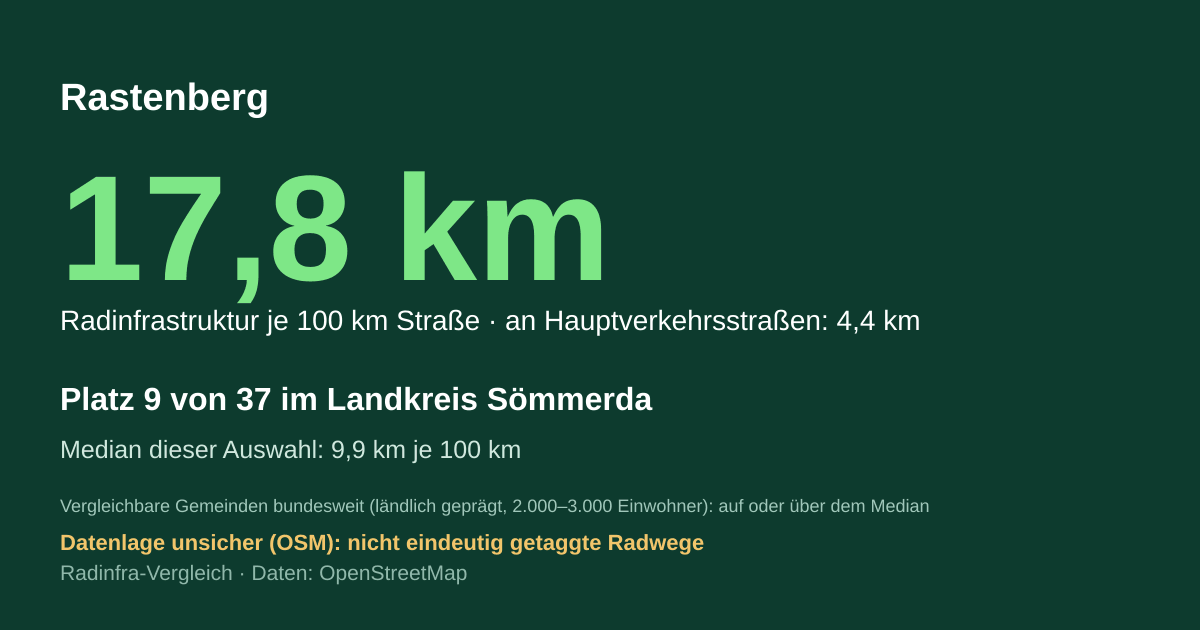 Rastenberg
17,8 km
Radinfrastruktur je 100 km Straße · an Hauptverkehrsstraßen: 4,4 km
Platz 9 von 37 im Landkreis Sömmerda
Median dieser Auswahl: 9,9 km je 100 km
Vergleichbare Gemeinden bundesweit (ländlich geprägt, 2.000–3.000 Einwohner): auf oder über dem Median
Datenlage unsicher (OSM): nicht eindeutig getaggte Radwege
Radinfra-Vergleich · Daten: OpenStreetMap